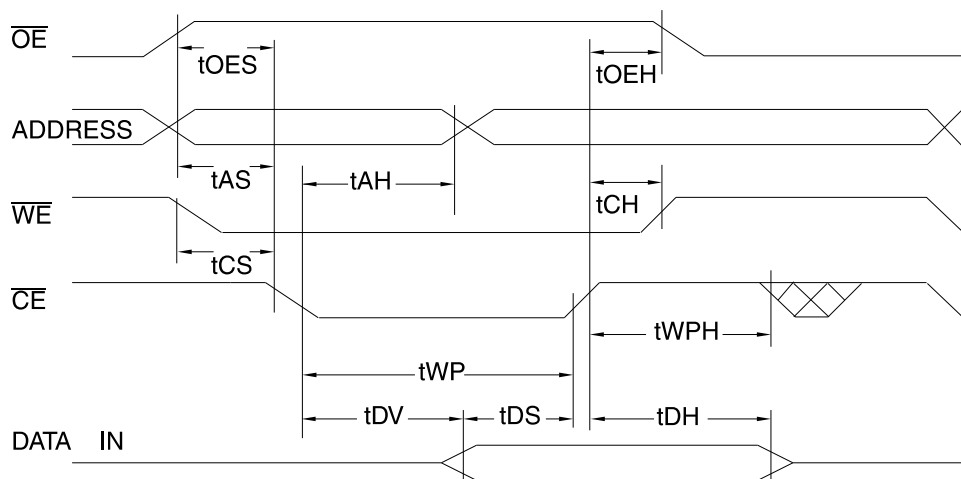 OE
tOES
tOEH
ADDRESS
tAS
tAH
tCH
WE
tCS
CE
tWPH
tWP
tDV
tDS
tDH
DATA IN